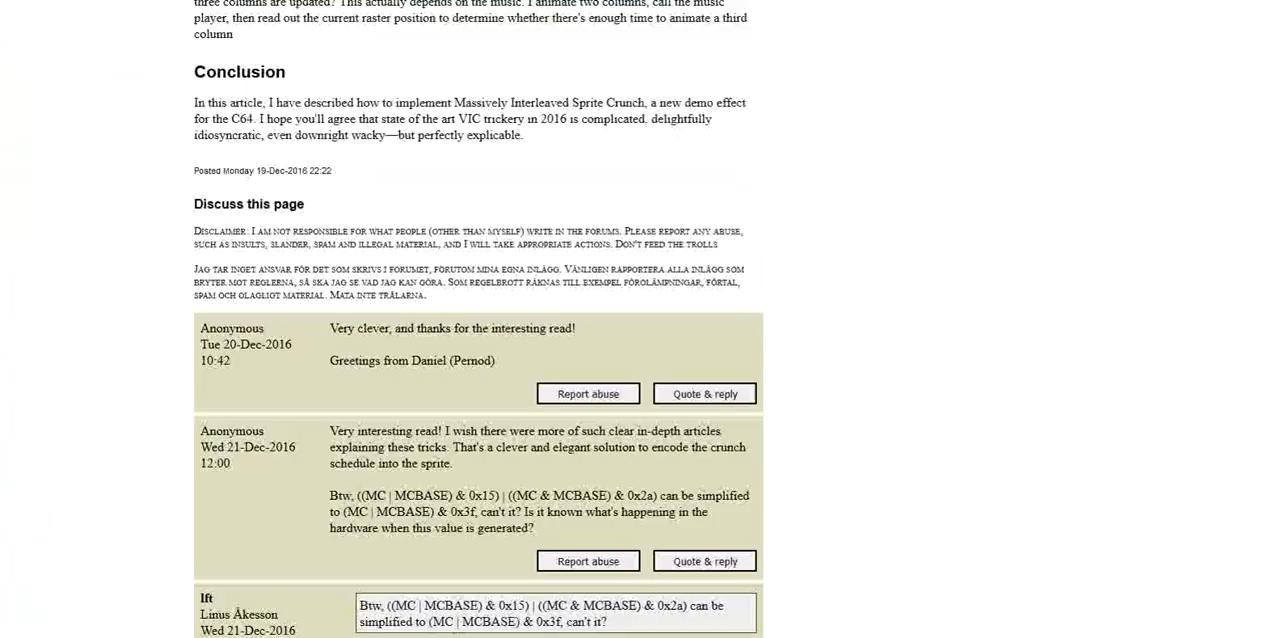 three columns are updated? This actually depends on the music. I animate two columns, call the music
player, then read out the current raster position to determine whether there's enough time to animate a third
column
Conclusion
In this article, I have described how to implement Massively Interleaved Sprite Crunch, a new demo effect
for the C64. I hope you'll agree that state of the art VIC trickery in 2016 is complicated, delightfully
idiosyncratic, even downright wacky—but perfectly explicable.
Posted Monday 19-Dec-2016 22:22
Discuss this page
Disclaimer: I am not responsible for what people (other than myself) write in the forums. Please report any abuse,
such as insults, slander, spam and illegal material, and I will take appropriate actions. Don't feed the trolls
Jag tar inget ansvar för det som skrivs i forumet, förutom mina egna inlägg. Vänligen rapportera alla inlägg som
bryter mot reglerna, så ska jag se vad jag kan göra. Som regelbrott räknas till exempel förolämpningar, förtal,
spam och olagligt material. Mata inte trålarna.
Anonymous
Tue 20-Dec-2016
10:42
Very clever, and thanks for the interesting read!
Greetings from Daniel (Pernod)
Report abuse
Quote & reply
Anonymous
Wed 21-Dec-2016
12:00
Very interesting read! I wish there were more of such clear in-depth articles
explaining these tricks. That's a clever and elegant solution to encode the crunch
schedule into the sprite.
Btw, ((MC | MCBASE) & 0x15) | ((MC & MCBASE) & 0x2a) can be simplified
to (MC | MCBASE) & 0x3f, can't it? Is it known what's happening in the
hardware when this value is generated?
Report abuse
Quote & reply
lft
Linus Åkesson
Wed 21-Dec-2016
Btw, ((MC | MCBASE) & 0x15) | ((MC & MCBASE) & 0x2a) can be
simplified to (MC | MCBASE) & 0x3f, can't it?